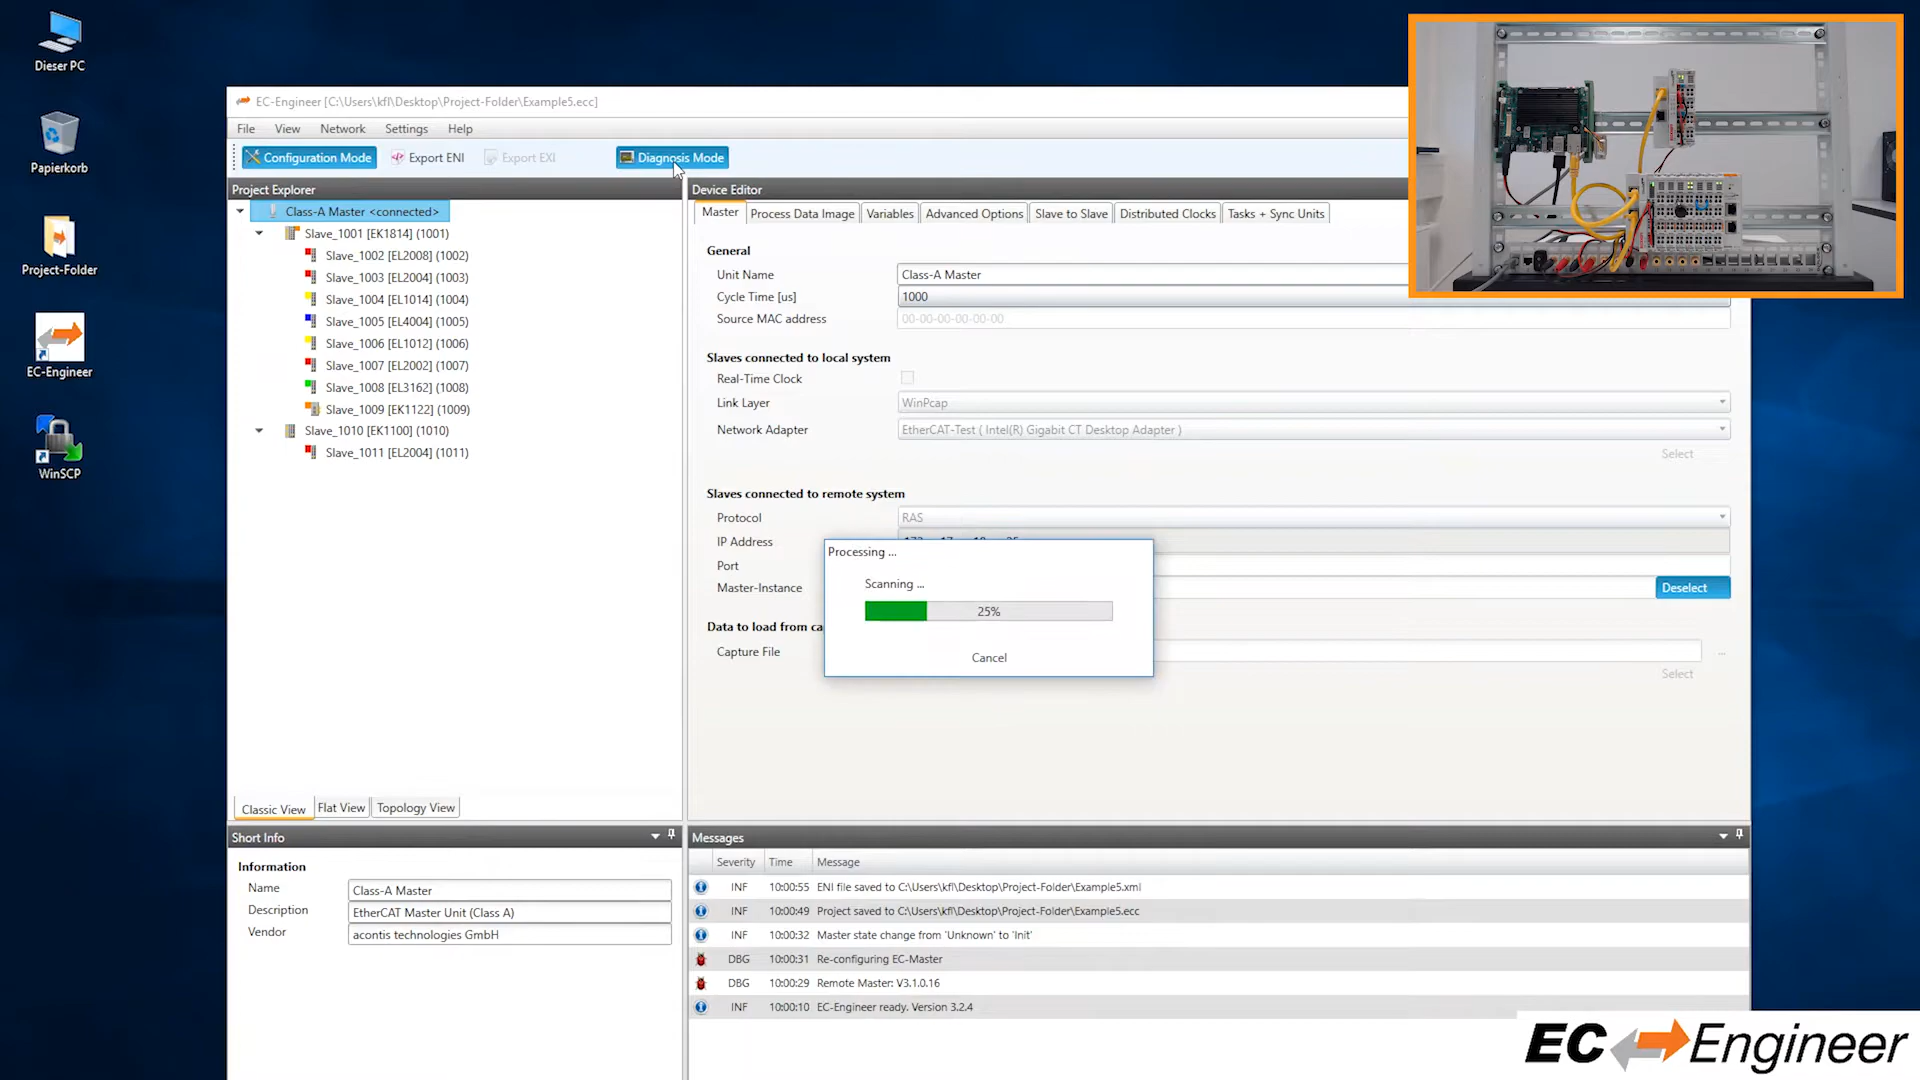 Dieser PC
Papierkorb
Project-Folder
EC-Engineer
WinSCP
EC-Engineer [C:\Users\kfl\Desktop\Project-Folder\Example5.ecc]
File View Network Settings Help
Configuration Mode Export ENI Export EXI Diagnosis Mode
Project Explorer
Class-A Master <connected>
Slave_1001 [EK1814] (1001)
Slave_1002 [EL2008] (1002)
Slave_1003 [EL2004] (1003)
Slave_1004 [EL1014] (1004)
Slave_1005 [EL4004] (1005)
Slave_1006 [EL1012] (1006)
Slave_1007 [EL2002] (1007)
Slave_1008 [EL3162] (1008)
Slave_1009 [EK1122] (1009)
Slave_1010 [EK1100] (1010)
Slave_1011 [EL2004] (1011)
Classic View Flat View Topology View
Device Editor
Master Process Data Image Variables Advanced Options Slave to Slave Distributed Clocks Tasks + Sync Units
General
Unit Name Class-A Master
Cycle Time [us] 1000
Source MAC address 00-00-00-00-00-00
Slaves connected to local system
Real-Time Clock
Link Layer WinPcap
Network Adapter EtherCAT-Test ( Intel(R) Gigabit CT Desktop Adapter )
Select
Slaves connected to remote system
Protocol RAS
IP Address
Port
Master-Instance Deselect
Data to load from ca
Capture File ...
Select
Processing ...
Scanning ...
25%
Cancel
Short Info
Information
Name Class-A Master
Description EtherCAT Master Unit (Class A)
Vendor acontis technologies GmbH
Messages
Severity Time Message
INF 10:00:55 ENI file saved to C:\Users\kfl\Desktop\Project-Folder\Example5.xml
INF 10:00:49 Project saved to C:\Users\kfl\Desktop\Project-Folder\Example5.ecc
INF 10:00:32 Master state change from 'Unknown' to 'Init'
DBG 10:00:31 Re-configuring EC-Master
DBG 10:00:29 Remote Master: V3.1.0.16
INF 10:00:10 EC-Engineer ready. Version 3.2.4
EC Engineer